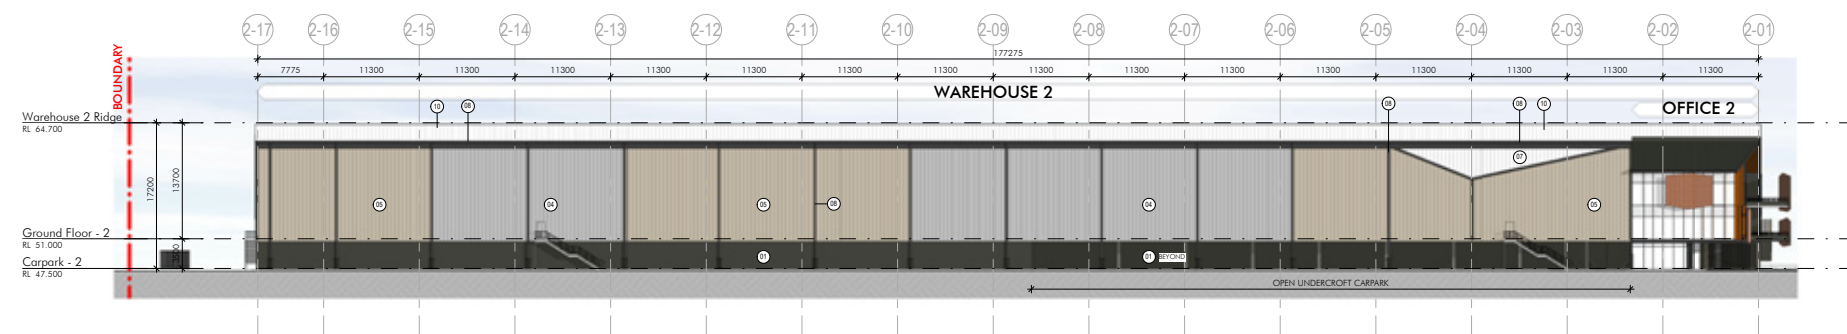 2-17 2-16 2-15 2-14 2-13 2-12 2-11 2-10 2-09 2-08 2-07 2-06 2-05 2-04 2-03 2-02 2-01
BOUNDARY
177275
7775 11300 11300 11300 11300 11300 11300 11300 11300 11300 11300 11300 11300 11300 11300 11300
WAREHOUSE 2
10 08 08 08 10
OFFICE 2
Warehouse 2 Ridge
RL 64.700
07
17200 13700
05 04 05 08 04 05
Ground Floor - 2
RL 51.000
3500
01 01 BEYOND
Carpark - 2
RL 47.500
OPEN UNDERCROFT CARPARK